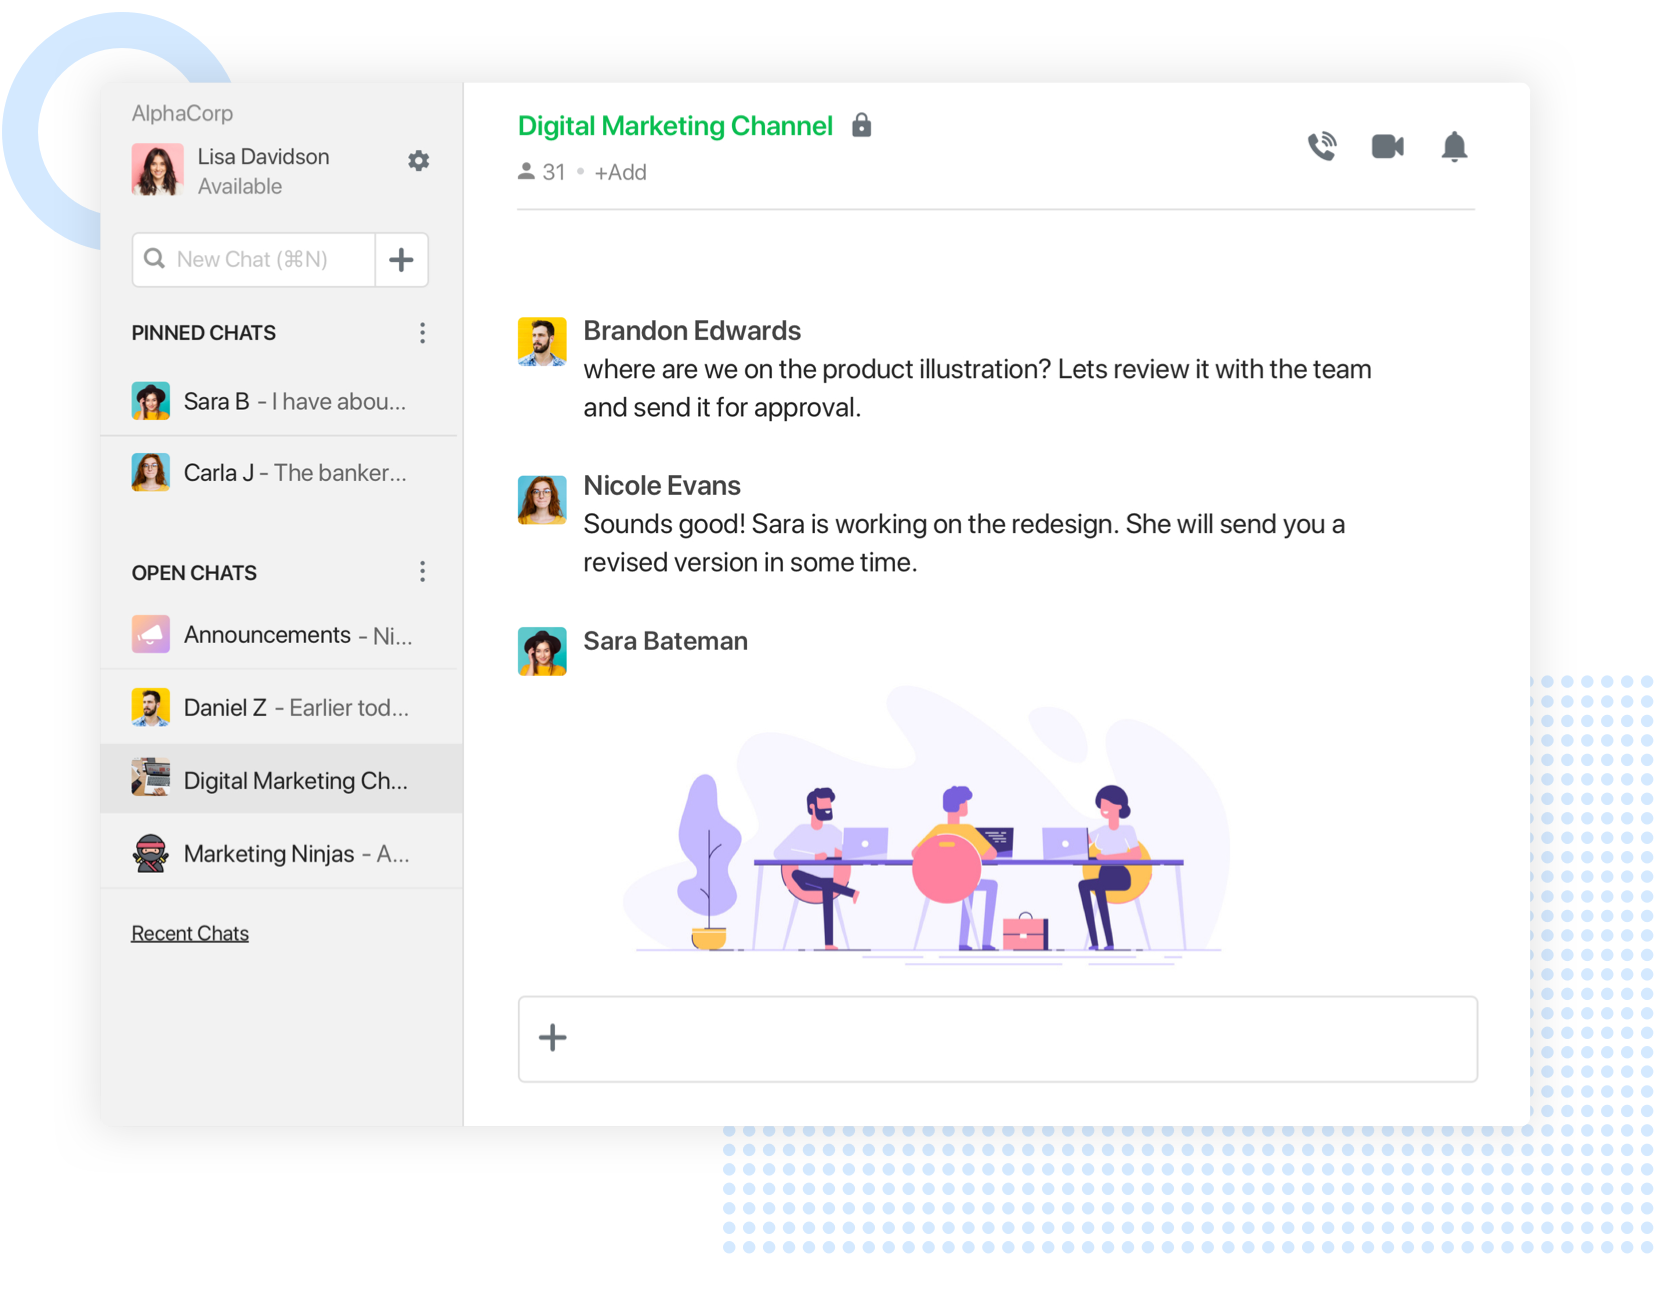 AlphaCorp
Lisa Davidson
Available
New Chat (⌘N)
PINNED CHATS
Sara B - I have abou...
Carla J - The banker...
OPEN CHATS
Announcements - Ni...
Daniel Z - Earlier tod...
Digital Marketing Ch...
Marketing Ninjas - A...
Recent Chats
Digital Marketing Channel
31 • +Add
Brandon Edwards
where are we on the product illustration? Lets review it with the team
and send it for approval.
Nicole Evans
Sounds good! Sara is working on the redesign. She will send you a
revised version in some time.
Sara Bateman